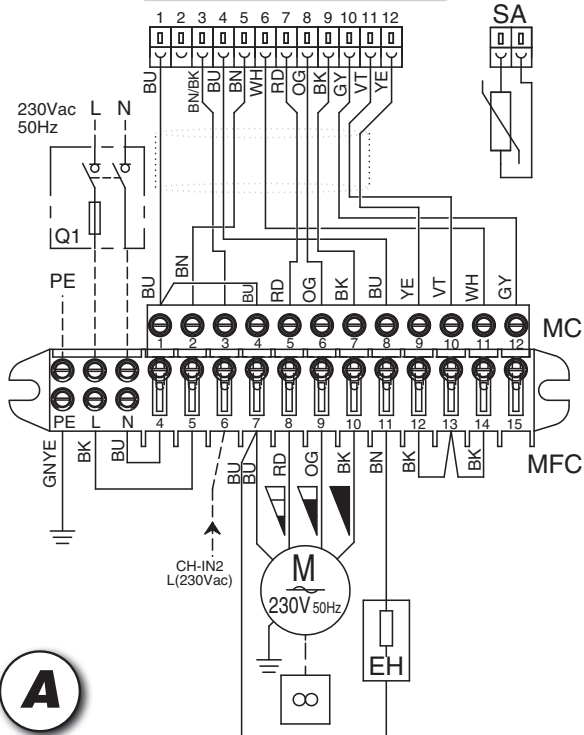 1 2 3 4 5 6 7 8 9 10 11 12
SA
BU BN/BK BU BN WH RD OG BK GY VT YE
230Vac L N
50Hz
Q1
PE
BU BN BU RD OG BK BU YE VT WH GY
MC
1 2 3 4 5 6 7 8 9 10 11 12
PE L N 4 5 6 7 8 9 10 11 12 13 14 15
MFC
GNYE BK BU BU BU RD OG BK BN BK BK
CH-IN2
L(230Vac)
M
230V 50Hz
EH
A